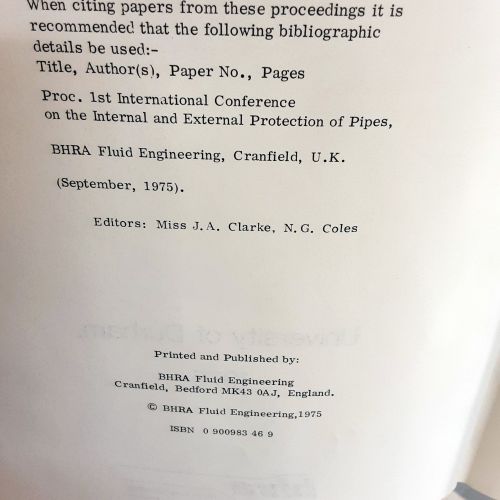 When citing papers from these proceedings it is
recommended that the following bibliographic
details be used:-
Title, Author(s), Paper No., Pages
Proc. 1st International Conference
on the Internal and External Protection of Pipes,
BHRA Fluid Engineering, Cranfield, U.K.
(September, 1975).
Editors: Miss J.A. Clarke, N.G. Coles
University of Durham,
Printed and Published by:
BHRA Fluid Engineering
Cranfield, Bedford MK43 0AJ, England.
© BHRA Fluid Engineering,1975
ISBN 0 900983 46 9